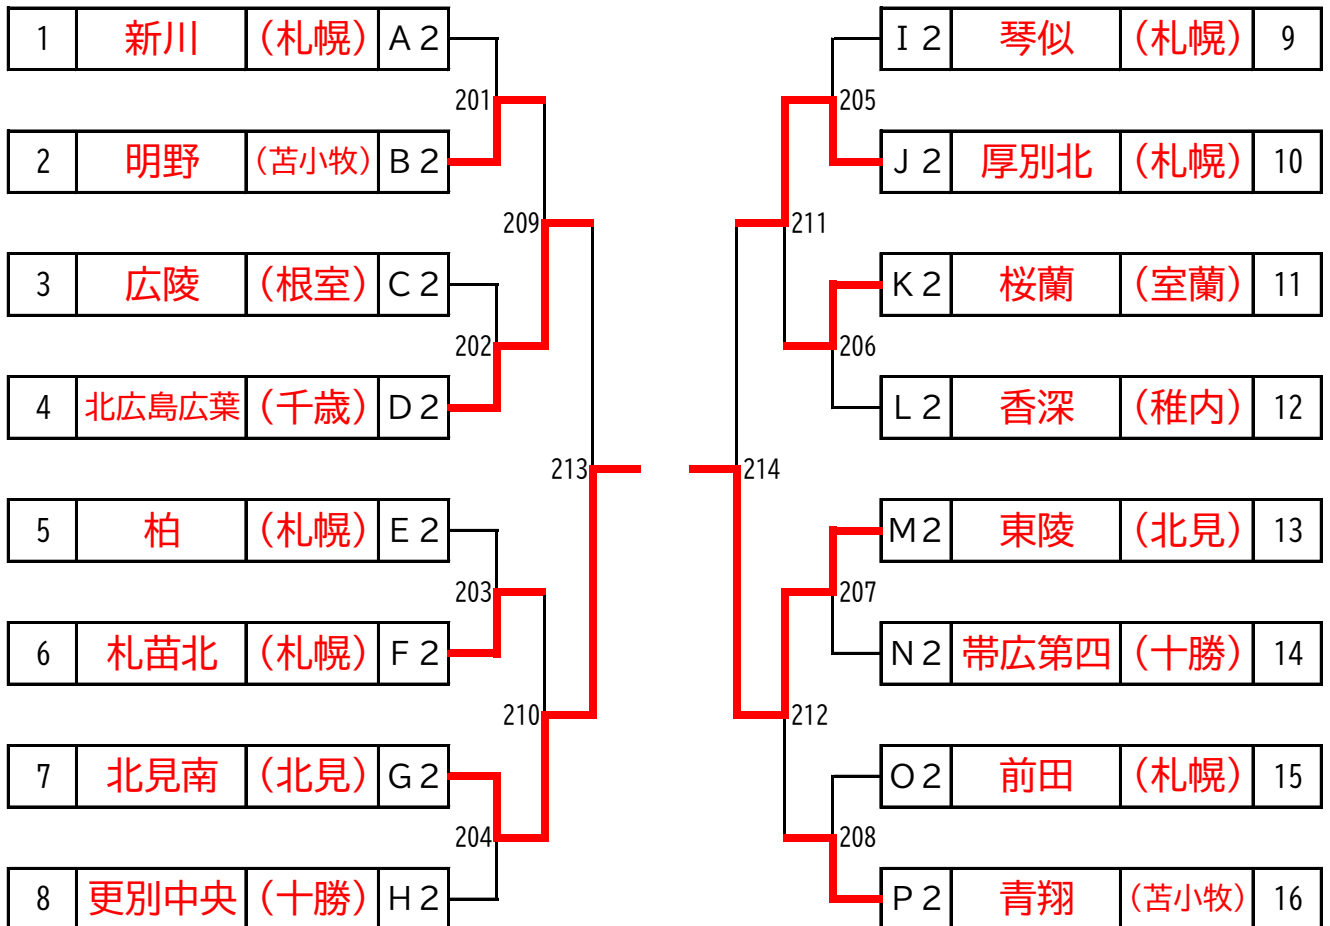 1 新川 (札幌) A2
201
2 明野 (苫小牧) B2
209
3 広陵 (根室) C2
202
4 北広島広葉 (千歳) D2
213
5 柏 (札幌) E2
203
6 札苗北 (札幌) F2
210
7 北見南 (北見) G2
204
8 更別中央 (十勝) H2
I2 琴似 (札幌) 9
205
J2 厚別北 (札幌) 10
211
K2 桜蘭 (室蘭) 11
206
L2 香深 (稚内) 12
214
M2 東陵 (北見) 13
207
N2 帯広第四 (十勝) 14
212
O2 前田 (札幌) 15
208
P2 青翔 (苫小牧) 16